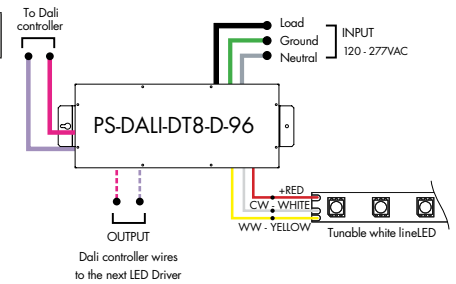 To Dali
controller
Load
Ground
Neutral
INPUT
120 - 277VAC
PS-DALI-DT8-D-96
+RED
CW - WHITE
WW - YELLOW
Tunable white lineLED
OUTPUT
Dali controller wires
to the next LED Driver